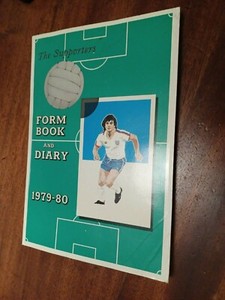 The Supporters
FORM
BOOK
AND
DIARY
1979-80